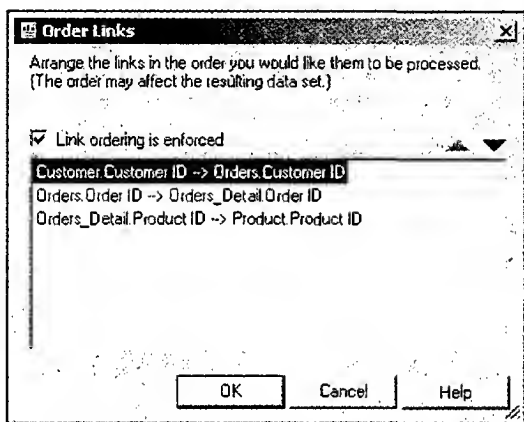 Order Links
Arrange the links in the order you would like them to be processed.
(The order may affect the resulting data set.)
Link ordering is enforced
Customer.Customer ID --> Orders.Customer ID
Orders.Order ID --> Orders_Detail.Order ID
Orders_Detail.Product ID --> Product.Product ID
OK Cancel Help